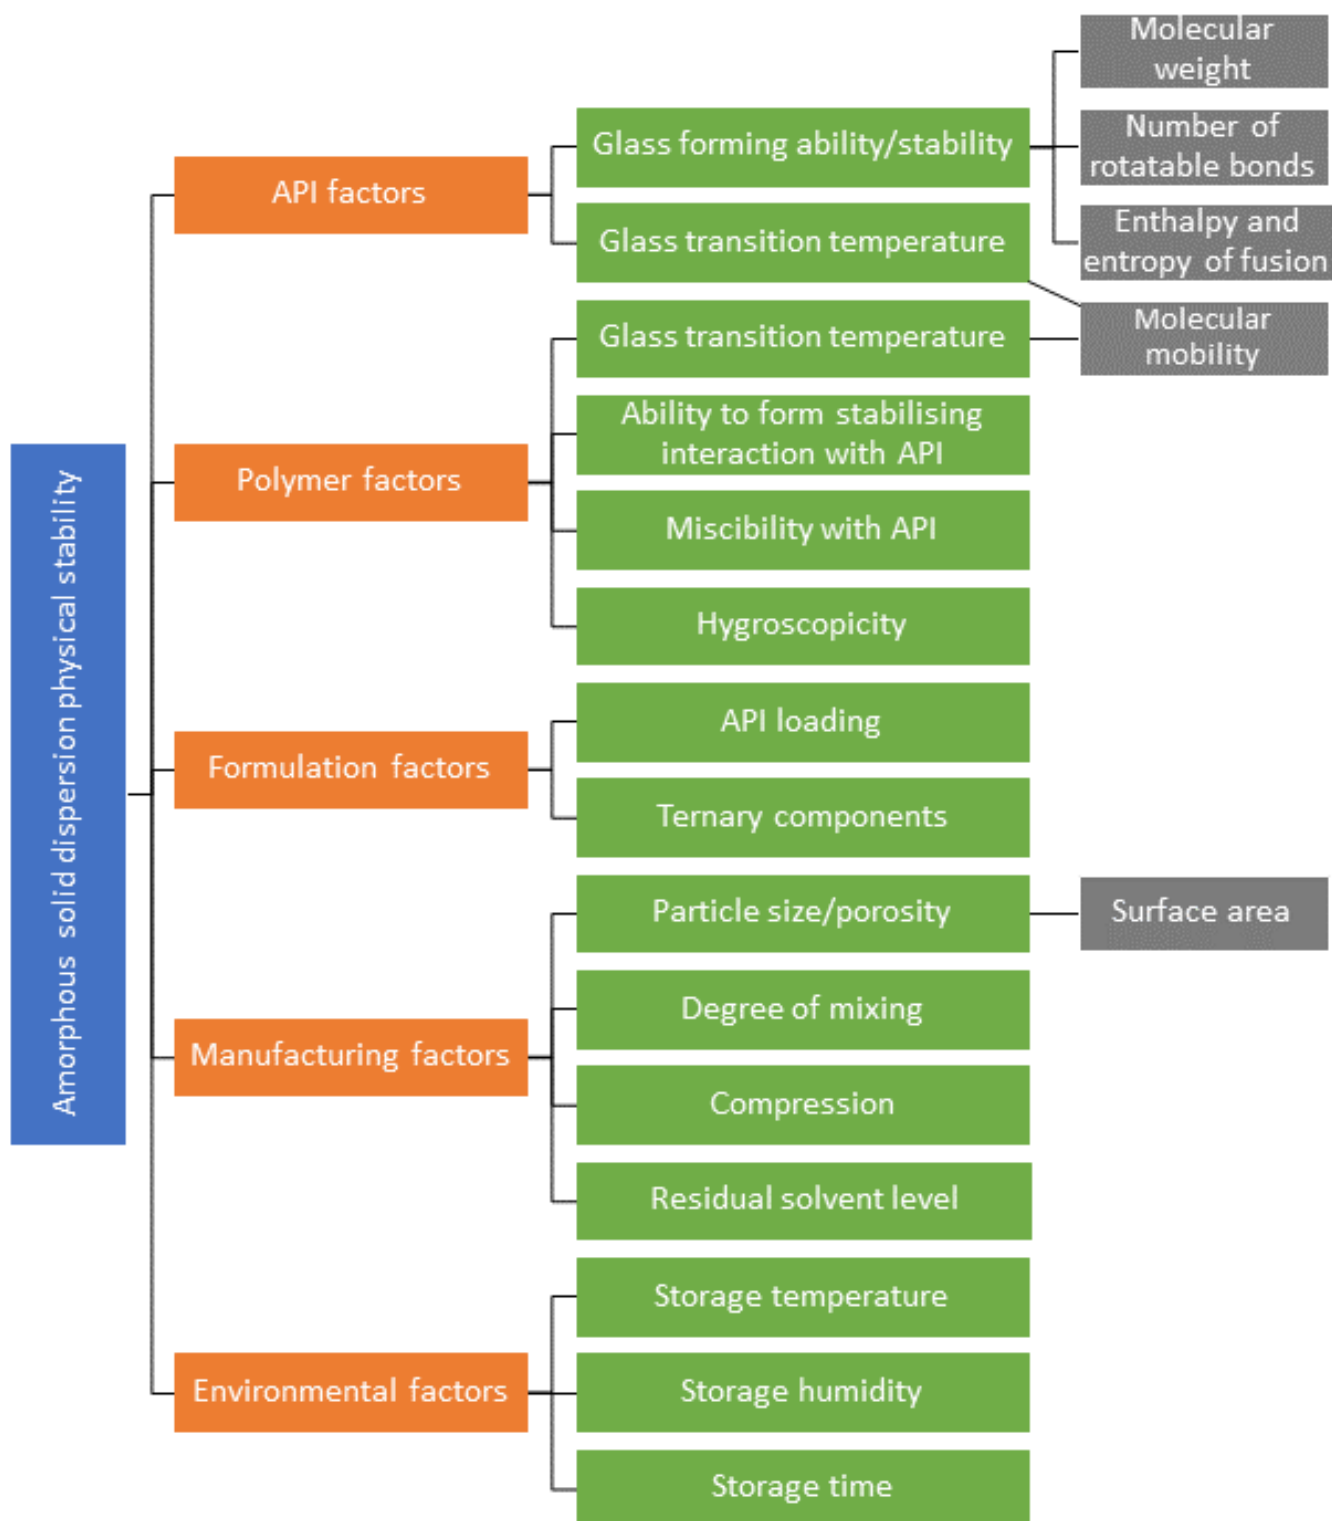 Amorphous solid dispersion physical stability
API factors
Glass forming ability/stability
Molecular
weight
Number of
rotatable bonds
Enthalpy and
entropy of fusion
Glass transition temperature
Molecular
mobility
Polymer factors
Glass transition temperature
Ability to form stabilising
interaction with API
Miscibility with API
Hygroscopicity
Formulation factors
API loading
Ternary components
Manufacturing factors
Particle size/porosity
Surface area
Degree of mixing
Compression
Residual solvent level
Environmental factors
Storage temperature
Storage humidity
Storage time